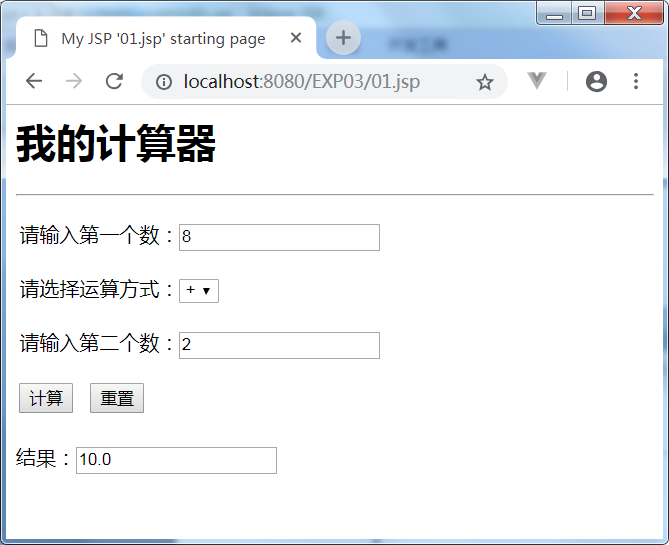 My JSP '01.jsp' starting page
localhost:8080/EXP03/01.jsp
我的计算器
请输入第一个数：8
请选择运算方式：+
请输入第二个数：2
计算 重置
结果：10.0